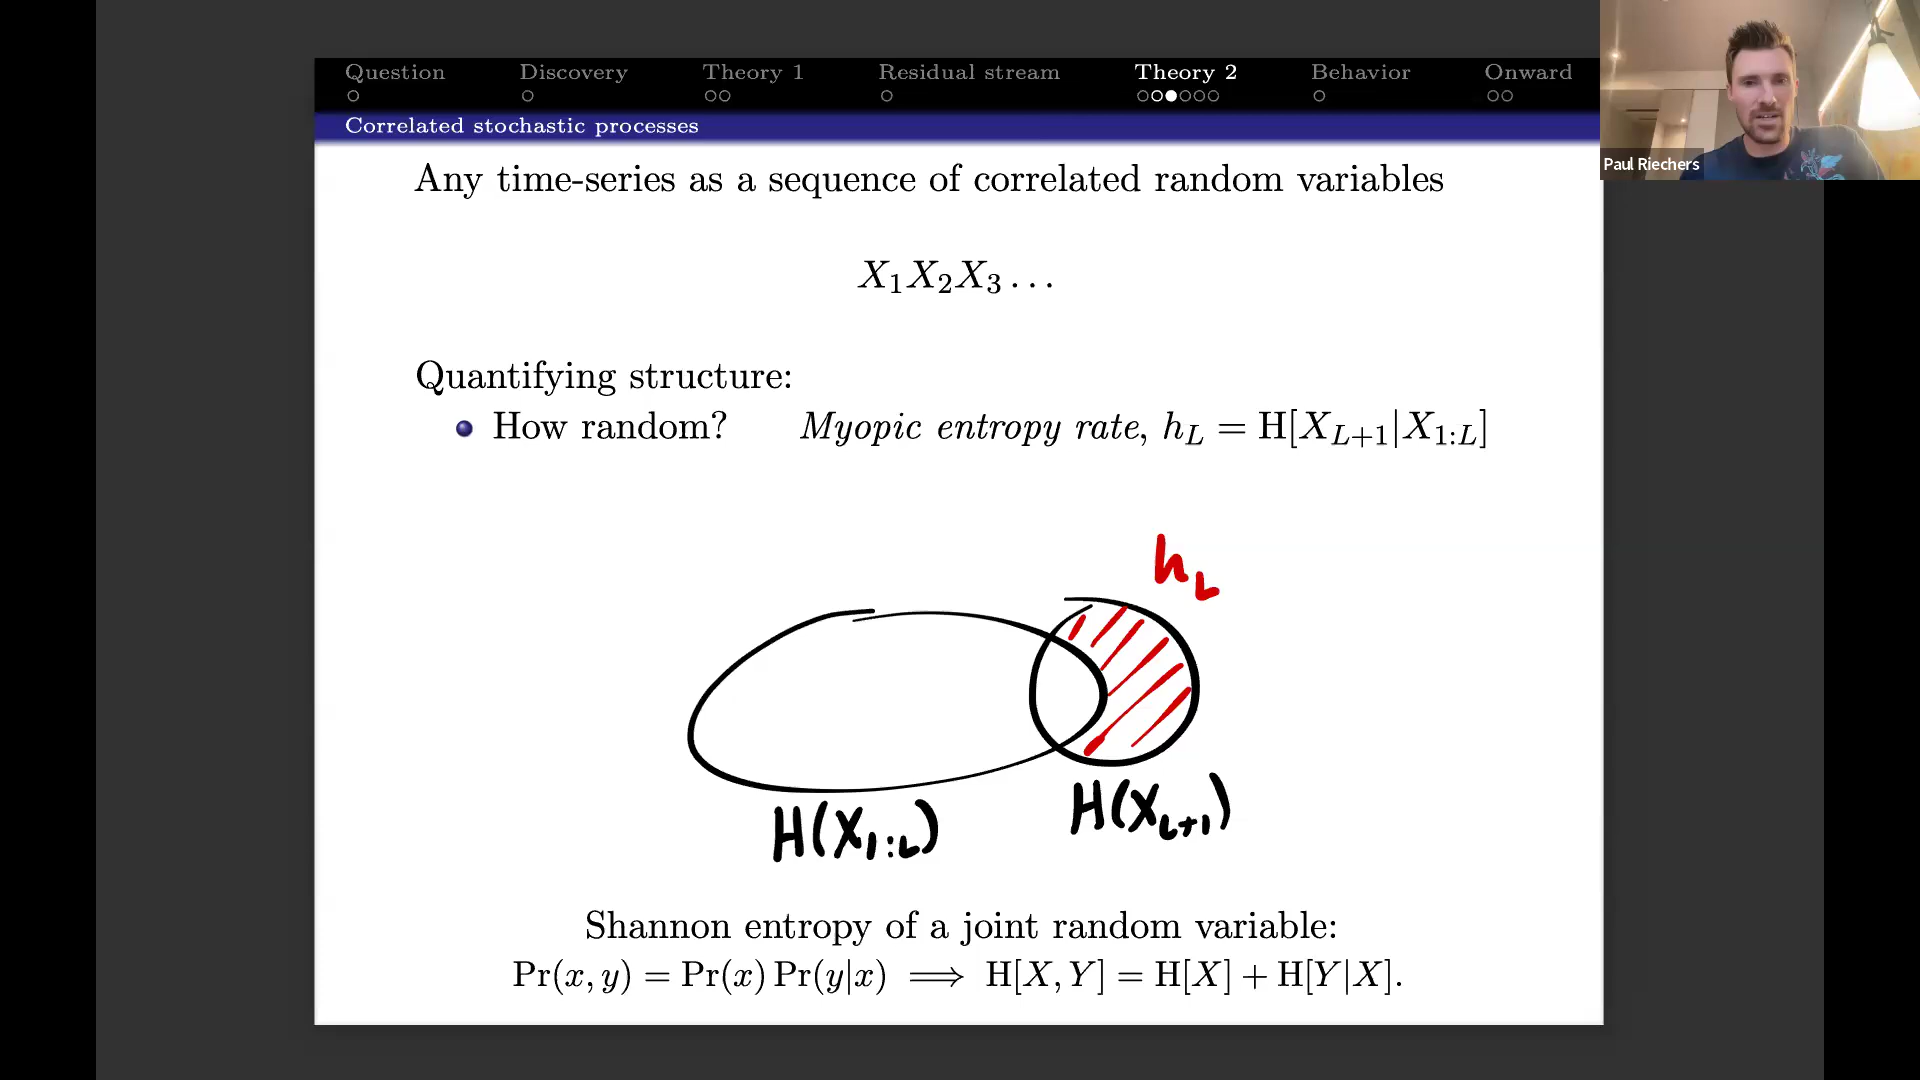 Question Discovery Theory 1 Residual stream Theory 2 Behavior Onward
Correlated stochastic processes
Paul Riechers
Any time-series as a sequence of correlated random variables
X₁X₂X₃ . . .
Quantifying structure:
How random? Myopic entropy rate, h_L = H[X_{L+1}|X_{1:L}]
h_L
H(X_{1:L})
H(X_{L+1})
Shannon entropy of a joint random variable:
Pr(x, y) = Pr(x) Pr(y|x) ⟹ H[X, Y] = H[X] + H[Y|X].